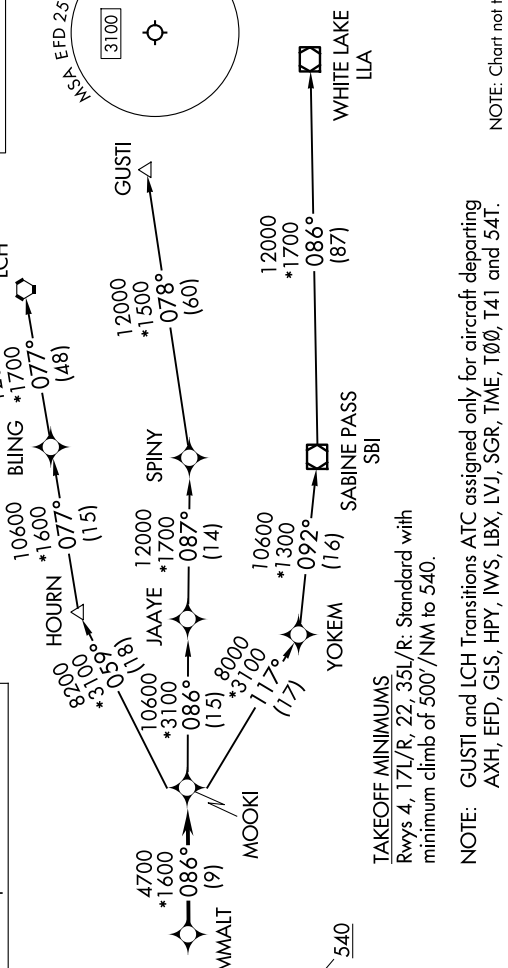 MSA EFD 25
3100
LCH
*1700
077°
(48)
BLING
10600
*1600
077°
(15)
HOURN
8200
*3100
059°
(18)
GUSTI
12000
*1500
078°
(60)
SPINY
12000
*1700
087°
(14)
JAAYE
10600
*3100
086°
(15)
MOOKI
4700
*1600
086°
(9)
MMALT
8000
*3100
117°
(17)
YOKEM
10600
*1300
092°
(16)
SABINE PASS
SBI
12000
*1700
086°
(87)
WHITE LAKE
LLA
540
TAKEOFF MINIMUMS
Rwys 4, 17L/R, 22, 35L/R: Standard with
minimum climb of 500'/NM to 540.
NOTE: GUSTI and LCH Transitions ATC assigned only for aircraft departing
AXH, EFD, GLS, HPY, IWS, LBX, LVJ, SGR, TME, TØØ, T41 and 54T.
NOTE: Chart not t